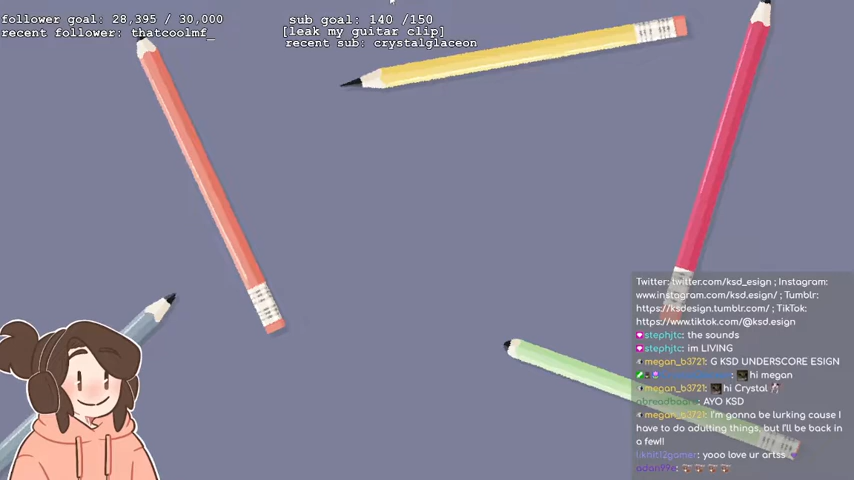 follower goal: 28,395 / 30,000
recent follower: thatcoolmf_
sub goal: 140 /150
[leak my guitar clip]
recent sub: crystalglaceon
Twitter: twitter.com/ksd_esign ; Instagram:
www.instagram.com/ksd.esign/ ; Tumblr:
https://ksdesign.tumblr.com/ ; TikTok:
https://www.tiktok.com/@ksd.esign
stephjtc: the sounds
stephjtc: im LIVING
megan_b3721: G KSD UNDERSCORE ESIGN
: hi megan
megan_b3721: hi Crystal
abreadboard: AYO KSD
megan_b3721: I'm gonna be lurking cause I
have to do adulting things, but I'll be back in
a few!!
: yooo love ur artss
adan99e: